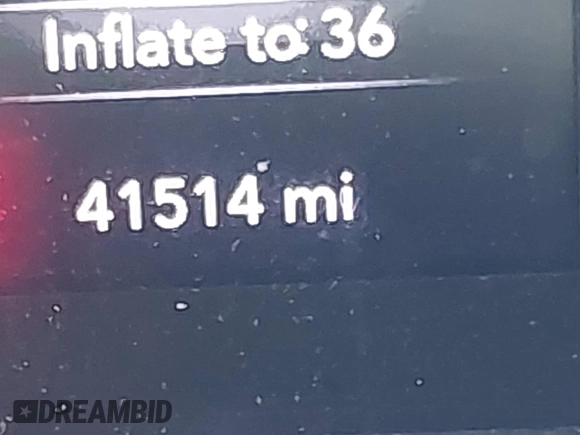 Inflate to: 36
41514 mi
DREAMBID